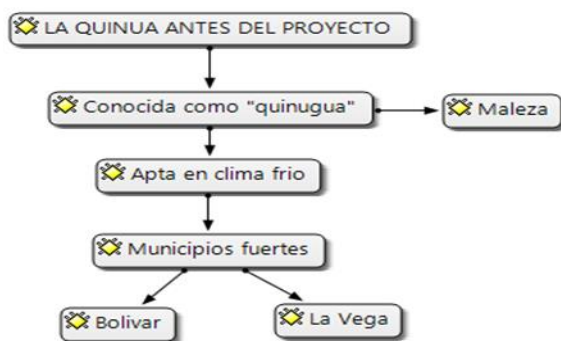 LA QUINUA ANTES DEL PROYECTO
Conocida como "quinugua"
Maleza
Apta en clima frio
Municipios fuertes
Bolivar
La Vega